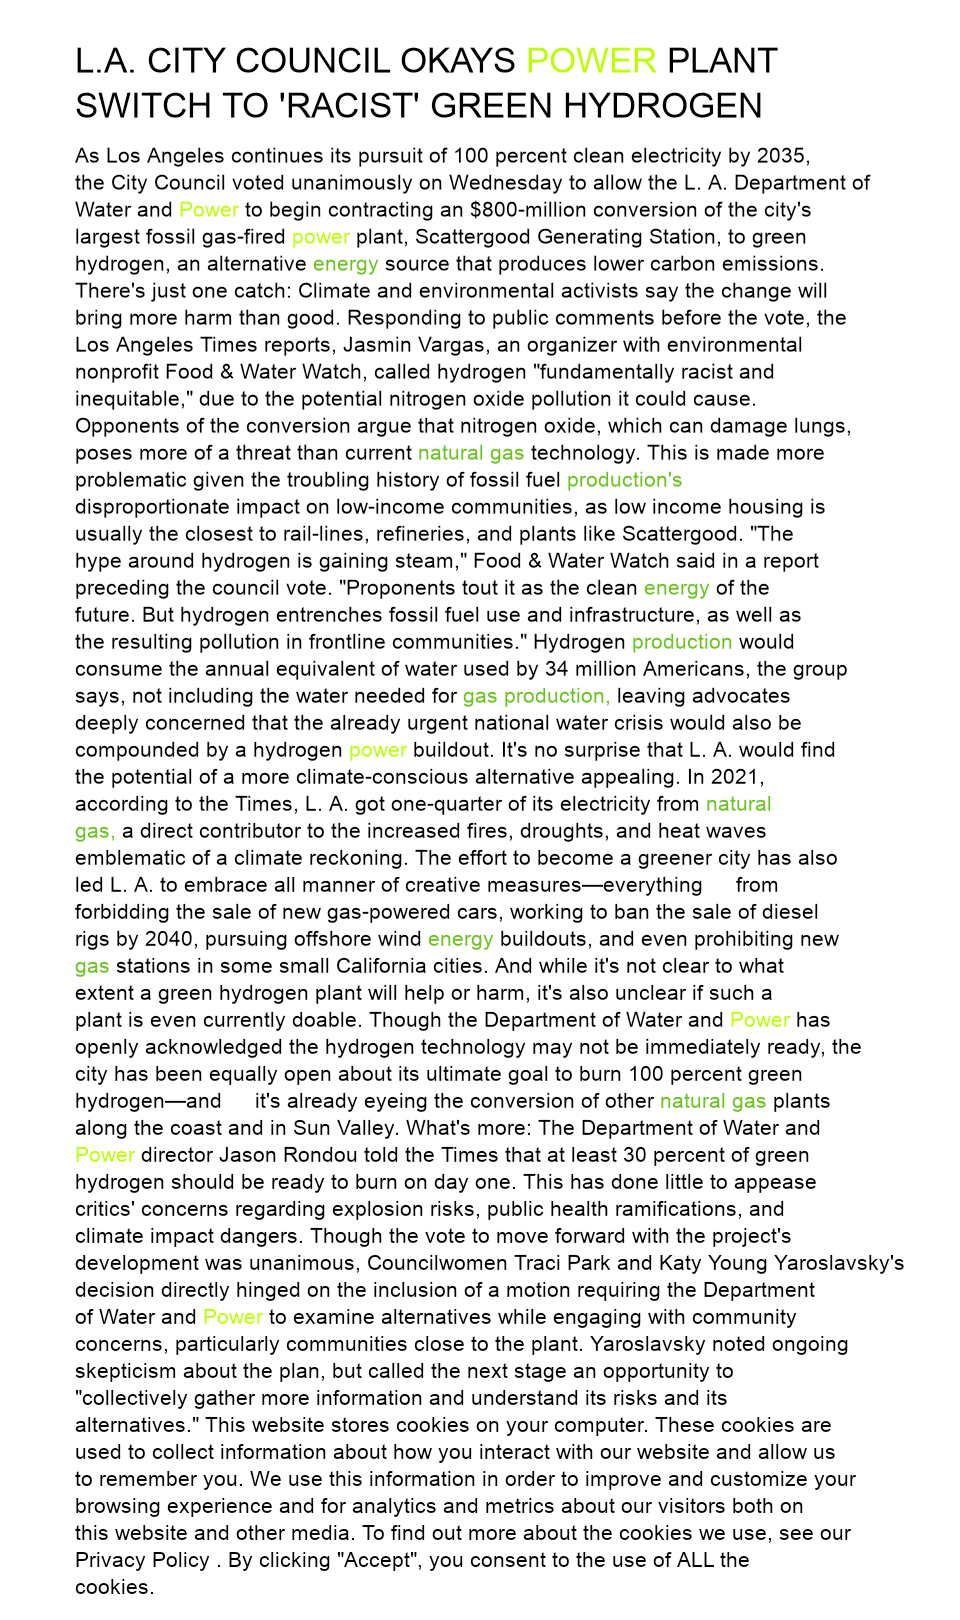 L.A. CITY COUNCIL OKAYS POWER PLANT
SWITCH TO 'RACIST' GREEN HYDROGEN
As Los Angeles continues its pursuit of 100 percent clean electricity by 2035,
the City Council voted unanimously on Wednesday to allow the L. A. Department of
Water and Power to begin contracting an $800-million conversion of the city's
largest fossil gas-fired power plant, Scattergood Generating Station, to green
hydrogen, an alternative energy source that produces lower carbon emissions.
There's just one catch: Climate and environmental activists say the change will
bring more harm than good. Responding to public comments before the vote, the
Los Angeles Times reports, Jasmin Vargas, an organizer with environmental
nonprofit Food & Water Watch, called hydrogen "fundamentally racist and
inequitable," due to the potential nitrogen oxide pollution it could cause.
Opponents of the conversion argue that nitrogen oxide, which can damage lungs,
poses more of a threat than current natural gas technology. This is made more
problematic given the troubling history of fossil fuel production's
disproportionate impact on low-income communities, as low income housing is
usually the closest to rail-lines, refineries, and plants like Scattergood. "The
hype around hydrogen is gaining steam," Food & Water Watch said in a report
preceding the council vote. "Proponents tout it as the clean energy of the
future. But hydrogen entrenches fossil fuel use and infrastructure, as well as
the resulting pollution in frontline communities." Hydrogen production would
consume the annual equivalent of water used by 34 million Americans, the group
says, not including the water needed for gas production, leaving advocates
deeply concerned that the already urgent national water crisis would also be
compounded by a hydrogen power buildout. It's no surprise that L. A. would find
the potential of a more climate-conscious alternative appealing. In 2021,
according to the Times, L. A. got one-quarter of its electricity from natural
gas, a direct contributor to the increased fires, droughts, and heat waves
emblematic of a climate reckoning. The effort to become a greener city has also
led L. A. to embrace all manner of creative measures—everything from
forbidding the sale of new gas-powered cars, working to ban the sale of diesel
rigs by 2040, pursuing offshore wind energy buildouts, and even prohibiting new
gas stations in some small California cities. And while it's not clear to what
extent a green hydrogen plant will help or harm, it's also unclear if such a
plant is even currently doable. Though the Department of Water and Power has
openly acknowledged the hydrogen technology may not be immediately ready, the
city has been equally open about its ultimate goal to burn 100 percent green
hydrogen—and it's already eyeing the conversion of other natural gas plants
along the coast and in Sun Valley. What's more: The Department of Water and
Power director Jason Rondou told the Times that at least 30 percent of green
hydrogen should be ready to burn on day one. This has done little to appease
critics' concerns regarding explosion risks, public health ramifications, and
climate impact dangers. Though the vote to move forward with the project's
development was unanimous, Councilwomen Traci Park and Katy Young Yaroslavsky's
decision directly hinged on the inclusion of a motion requiring the Department
of Water and Power to examine alternatives while engaging with community
concerns, particularly communities close to the plant. Yaroslavsky noted ongoing
skepticism about the plan, but called the next stage an opportunity to
"collectively gather more information and understand its risks and its
alternatives." This website stores cookies on your computer. These cookies are
used to collect information about how you interact with our website and allow us
to remember you. We use this information in order to improve and customize your
browsing experience and for analytics and metrics about our visitors both on
this website and other media. To find out more about the cookies we use, see our
Privacy Policy . By clicking "Accept", you consent to the use of ALL the
cookies.